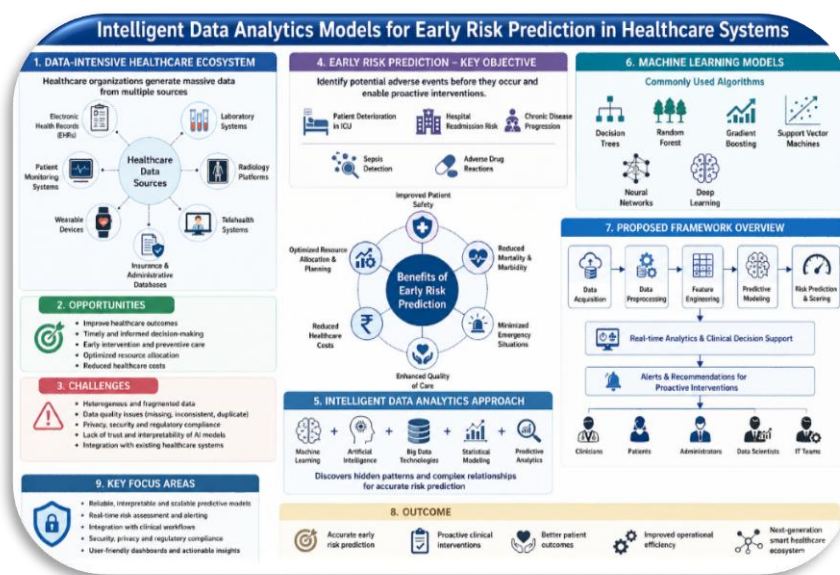 Intelligent Data Analytics Models for Early Risk Prediction in Healthcare Systems
1. DATA-INTENSIVE HEALTHCARE ECOSYSTEM
Healthcare organizations generate massive data
from multiple sources
Electronic
Health Records
(EHRs)
Laboratory
Systems
Patient
Monitoring
Systems
Healthcare
Data
Sources
Radiology
Platforms
Wearable
Devices
Telehealth
Systems
Insurance &
Administrative
Databases
2. OPPORTUNITIES
• Improve healthcare outcomes
• Timely and informed decision-making
• Early intervention and preventive care
• Optimized resource allocation
• Reduced healthcare costs
3. CHALLENGES
• Heterogenous and fragmented data
• Data quality issues (missing, inconsistent, duplicate)
• Privacy, security and regulatory compliance
• Lack of trust and interpretability of AI models
• Integration with existing healthcare systems
9. KEY FOCUS AREAS
• Reliable, interpretable and scalable predictive models
• Real-time risk assessment and alerting
• Integration with clinical workflows
• Security, privacy and regulatory compliance
• User-friendly dashboards and actionable insights
4. EARLY RISK PREDICTION – KEY OBJECTIVE
Identify potential adverse events before they occur and
enable proactive interventions.
Patient Deterioration
in ICU
Hospital
Readmission Risk
Chronic Disease
Progression
Sepsis
Detection
Adverse Drug
Reactions
Improved Patient
Safety
Optimized Resource
Allocation & Planning
Reduced
Mortality &
Morbidity
Benefits of
Early Risk
Prediction
Reduced
Healthcare
Costs
₹
Minimized
Emergency
Situations
Enhanced Quality
of Care
5. INTELLIGENT DATA ANALYTICS APPROACH
+ + + +
Machine
Learning
Artificial
Intelligence
Big Data
Technologies
Statistical
Modeling
Predictive
Analytics
Discovers hidden patterns and complex relationships
for accurate risk prediction
6. MACHINE LEARNING MODELS
Commonly Used Algorithms
Decision
Trees
Random
Forest
Gradient
Boosting
Support Vector
Machines
Neural
Networks
Deep
Learning
7. PROPOSED FRAMEWORK OVERVIEW
Data
Acquisition
Data
Preprocessing
Feature
Engineering
Predictive
Modeling
Risk Prediction
& Scoring
Real-time Analytics & Clinical Decision Support
Alerts & Recommendations for
Proactive Interventions
Clinicians
Patients
Administrators
Data Scientists
IT Teams
8. OUTCOME
Accurate early
risk prediction
Proactive clinical
interventions
Better patient
outcomes
Improved operational
efficiency
Next-generation
smart healthcare
ecosystem